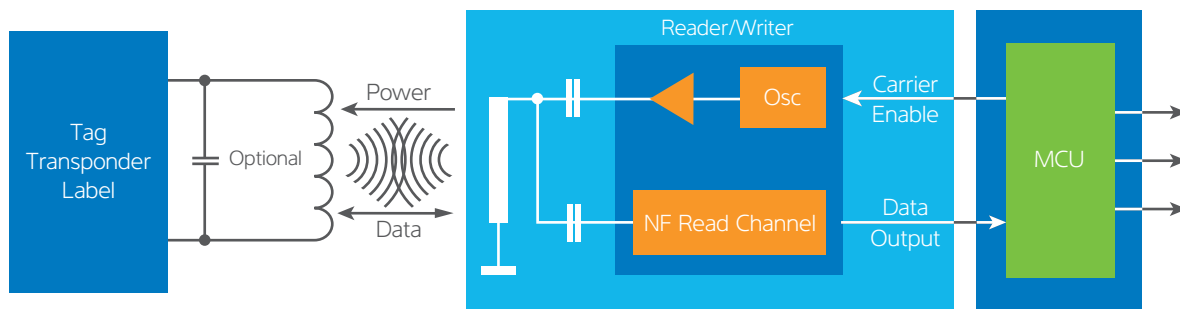 Tag
Transponder
Label
Optional
Power
Data
Reader/Writer
Osc
NF Read Channel
Carrier
Enable
Data
Output
MCU